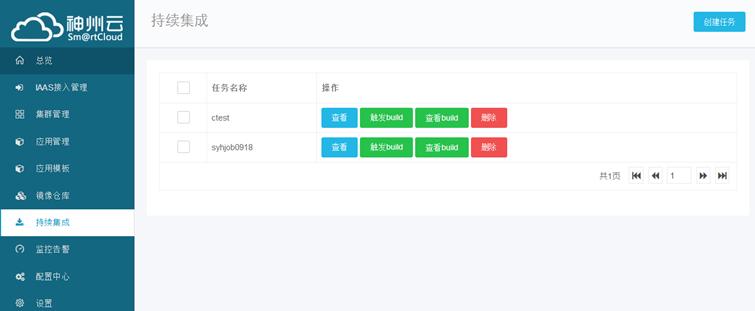 神州云
Sm@rtCloud
持续集成
创建任务
总览
IAAS接入管理
集群管理
应用管理
应用模板
镜像仓库
持续集成
监控告警
配置中心
设置
任务名称 操作
ctest 查看 触发build 查看build 删除
syhjob0918 查看 触发build 查看build 删除
共1页 1